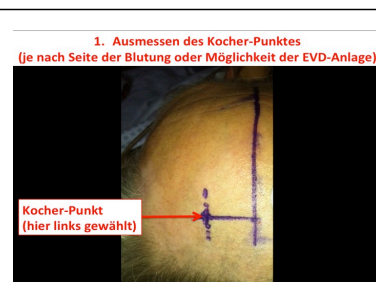 1. Ausmessen des Kocher-Punktes
(je nach Seite der Blutung oder Möglichkeit der EVD-Anlage)
Kocher-Punkt
(hier links gewählt)